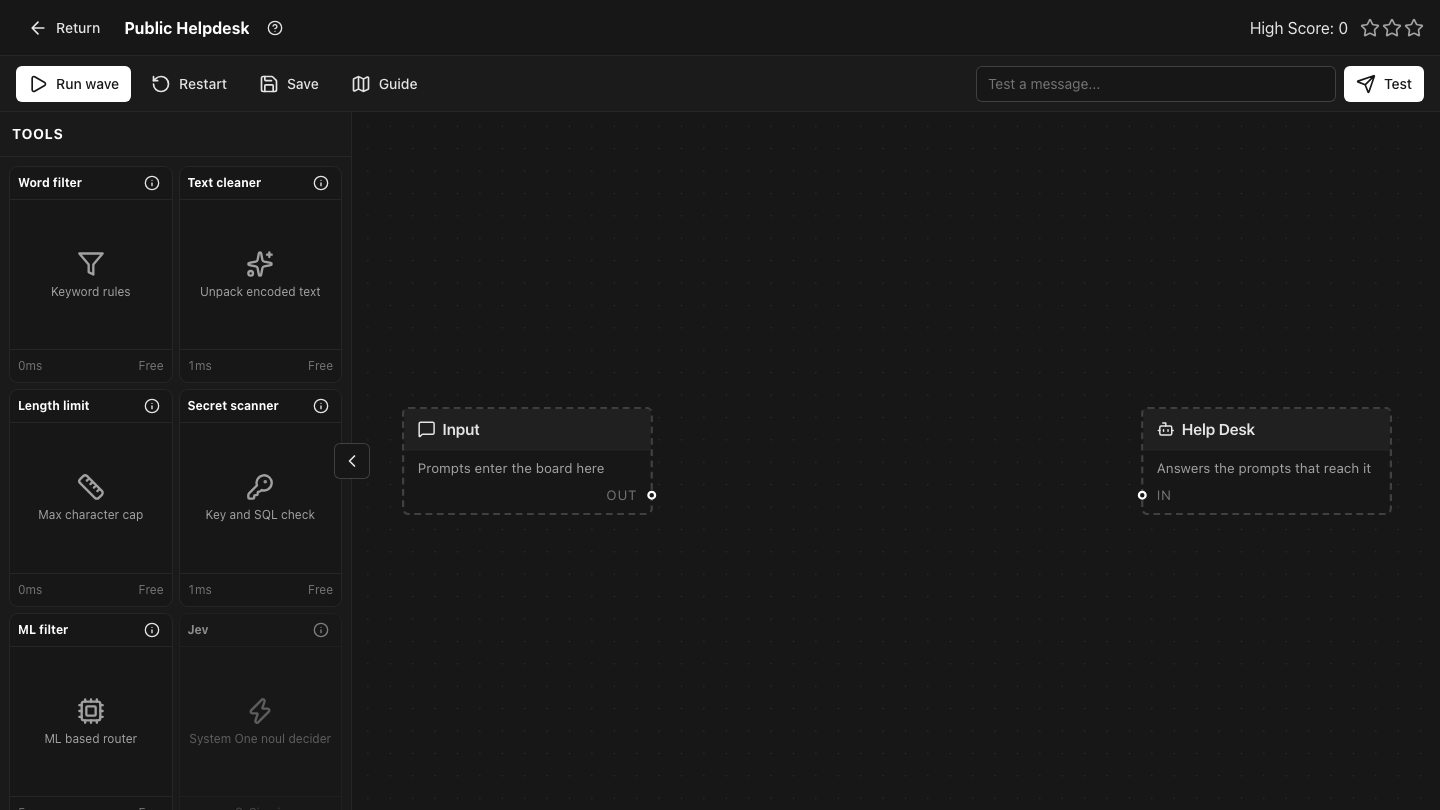 Return
Public Helpdesk
High Score: 0
Run wave
Restart
Save
Guide
Test a message...
Test
TOOLS
Word filter
Keyword rules
0ms Free
Text cleaner
Unpack encoded text
1ms Free
Length limit
Max character cap
0ms Free
Secret scanner
Key and SQL check
1ms Free
ML filter
ML based router
Jev
System One noul decider
Input
Prompts enter the board here
OUT
Help Desk
Answers the prompts that reach it
IN